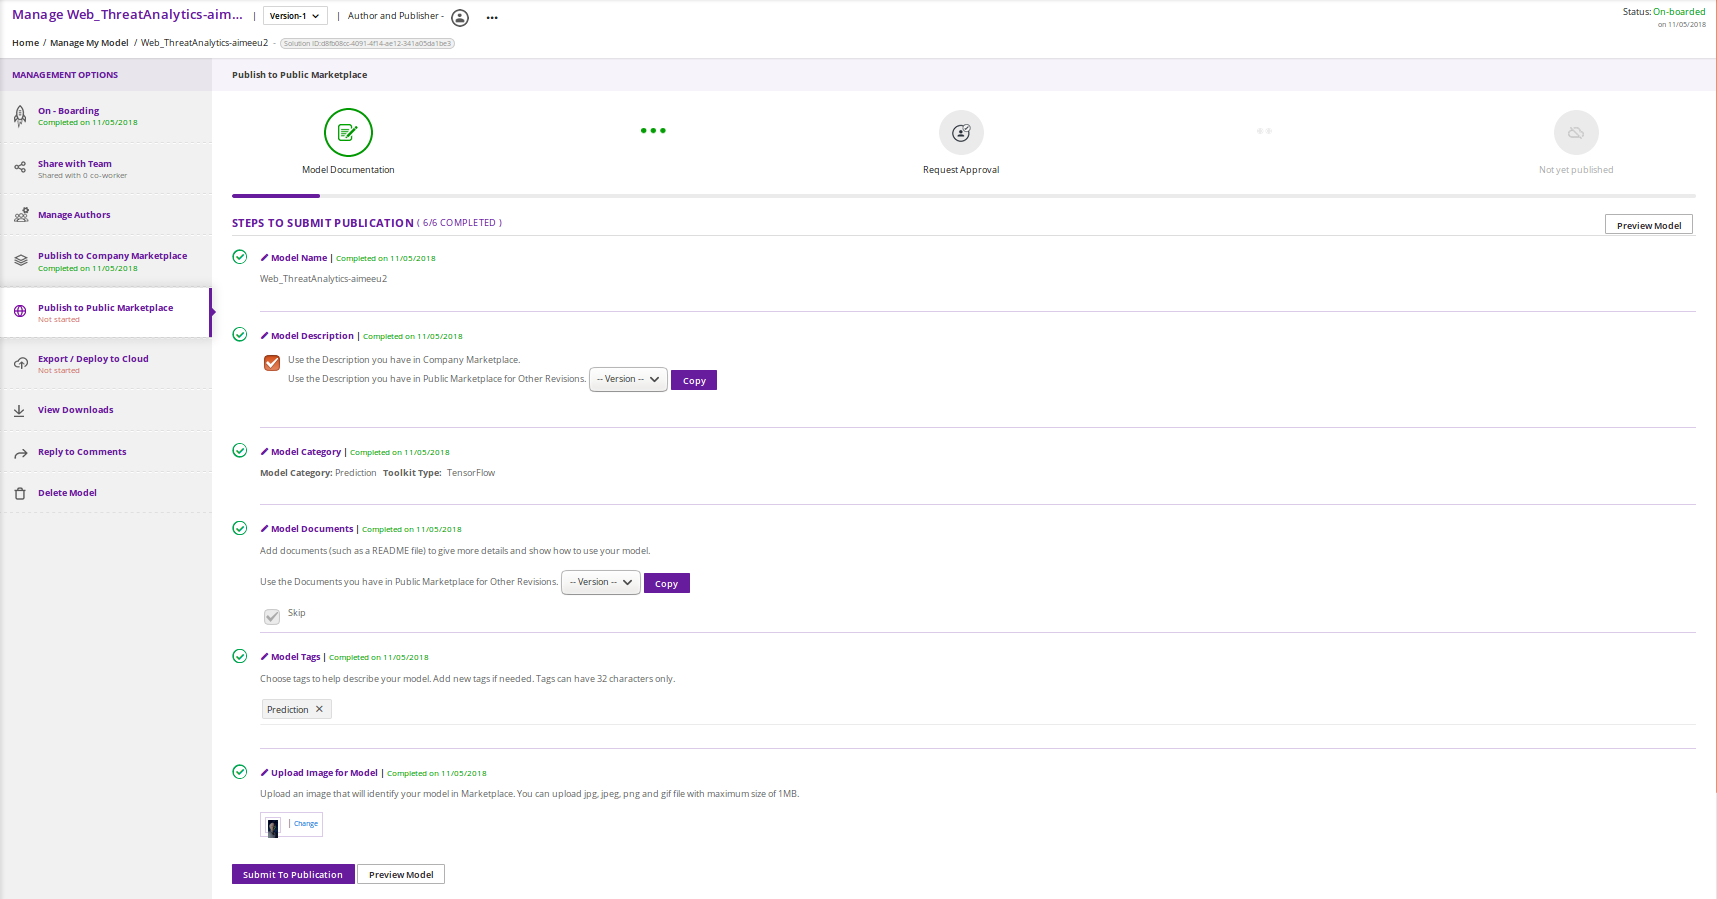 Manage Web_ThreatAnalytics-aim... | Version-1 | Author and Publisher - •••
Status: On-boarded
on 11/05/2018
Home / Manage My Model / Web_ThreatAnalytics-aimeeu2 - Solution ID:d8fb08cc-4091-4f14-ae12-341a05da1be3
MANAGEMENT OPTIONS
On - Boarding
Completed on 11/05/2018
Share with Team
Shared with 0 co-worker
Manage Authors
Publish to Company Marketplace
Completed on 11/05/2018
Publish to Public Marketplace
Not started
Export / Deploy to Cloud
Not started
View Downloads
Reply to Comments
Delete Model
Publish to Public Marketplace
Model Documentation
Request Approval
Not yet published
STEPS TO SUBMIT PUBLICATION ( 6/6 COMPLETED )
Preview Model
Model Name | Completed on 11/05/2018
Web_ThreatAnalytics-aimeeu2
Model Description | Completed on 11/05/2018
Use the Description you have in Company Marketplace.
Use the Description you have in Public Marketplace for Other Revisions. -- Version -- Copy
Model Category | Completed on 11/05/2018
Model Category: Prediction Toolkit Type: TensorFlow
Model Documents | Completed on 11/05/2018
Add documents (such as a README file) to give more details and show how to use your model.
Use the Documents you have in Public Marketplace for Other Revisions. -- Version -- Copy
Skip
Model Tags | Completed on 11/05/2018
Choose tags to help describe your model. Add new tags if needed. Tags can have 32 characters only.
Prediction ✕
Upload Image for Model | Completed on 11/05/2018
Upload an image that will identify your model in Marketplace. You can upload jpg, jpeg, png and gif file with maximum size of 1MB.
| Change
Submit To Publication Preview Model